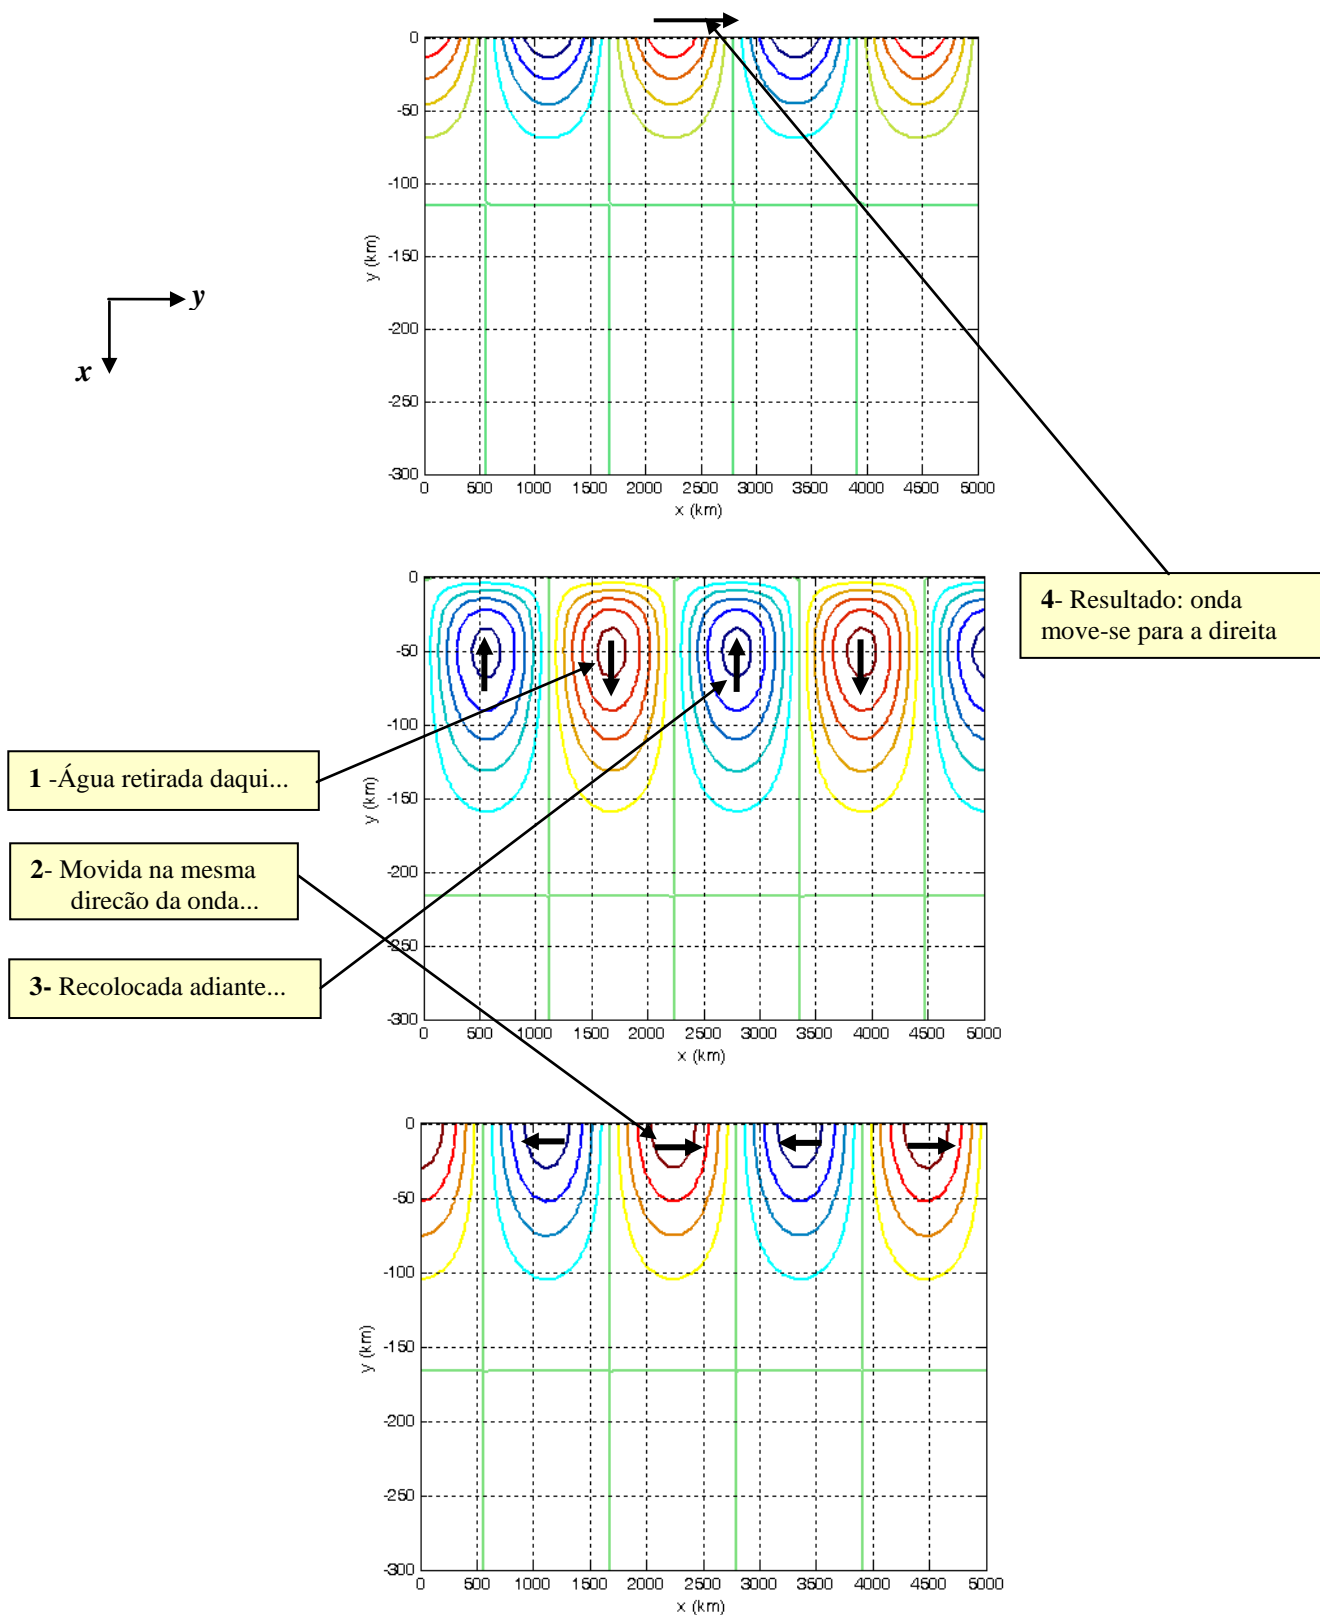 0
-50
-100
-150
-200
-250
-300
y (km)
0 500 1000 1500 2000 2500 3000 3500 4000 4500 5000
x (km)
y
x
0
-50
-100
-150
-200
-250
-300
y (km)
0 500 1000 1500 2000 2500 3000 3500 4000 4500 5000
x (km)
4- Resultado: onda
move-se para a direita
1 -Água retirada daqui...
2- Movida na mesma
direcão da onda...
3- Recolocada adiante...
0
-50
-100
-150
-200
-250
-300
y (km)
0 500 1000 1500 2000 2500 3000 3500 4000 4500 5000
x (km)